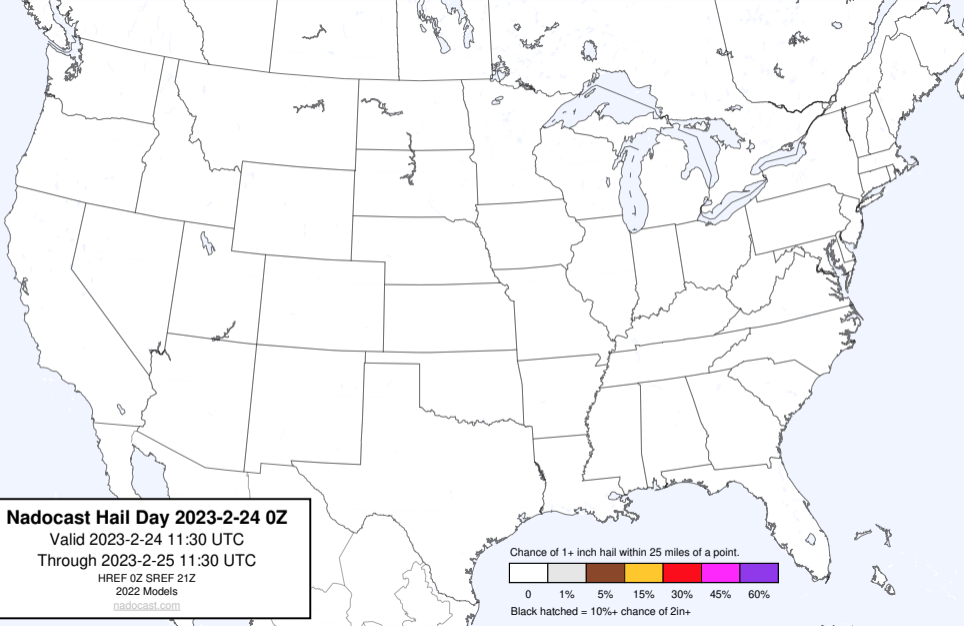 Nadocast Hail Day 2023-2-24 0Z
Valid 2023-2-24 11:30 UTC
Through 2023-2-25 11:30 UTC
HREF 0Z SREF 21Z
2022 Models
nadocast.com
Chance of 1+ inch hail within 25 miles of a point.
0 1% 5% 15% 30% 45% 60%
Black hatched = 10%+ chance of 2in+